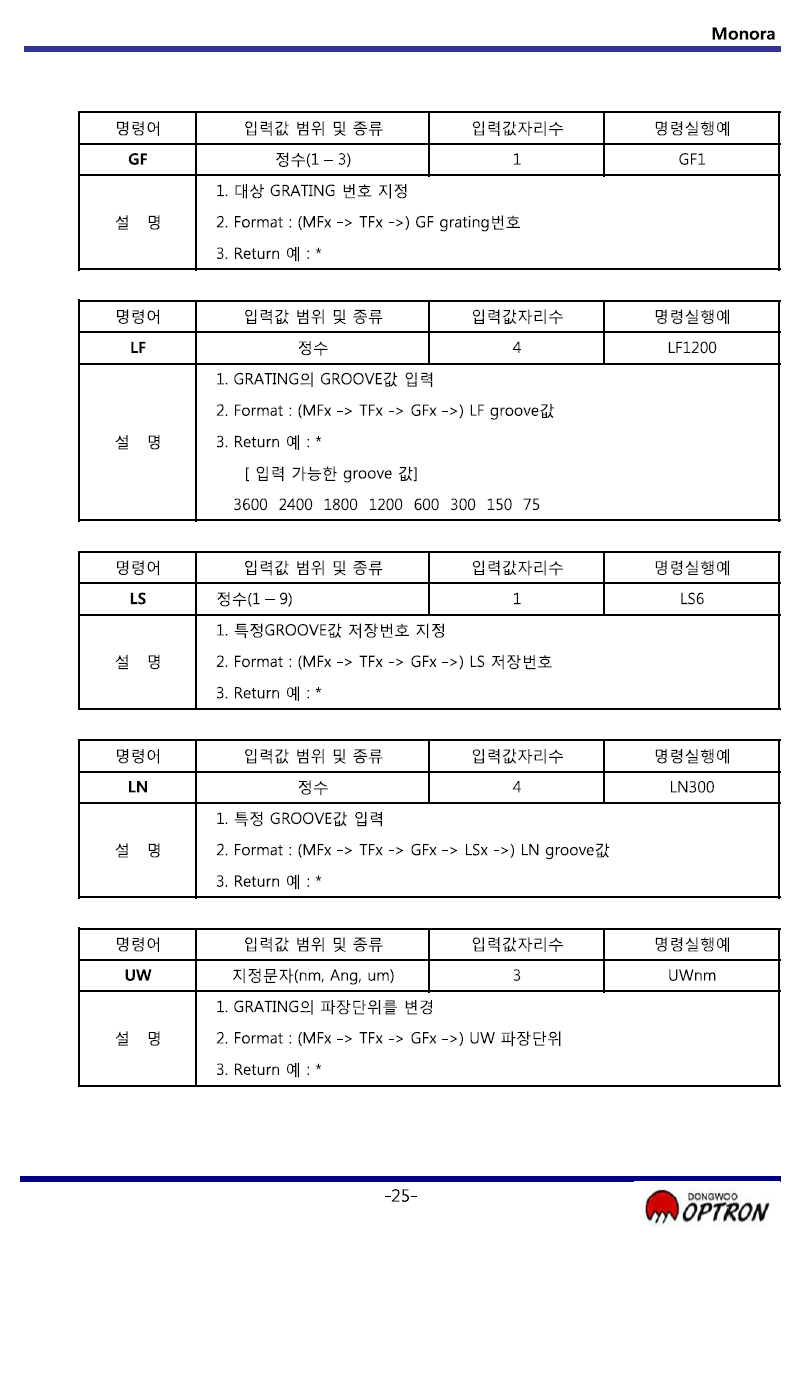 Monora
명령어 입력값 범위 및 종류 입력값자리수 명령실행예
GF 정수(1 – 3) 1 GF1
1. 대상 GRATING 번호 지정
설 명 2. Format : (MFx -> TFx ->) GF grating번호
3. Return 예 : *
명령어 입력값 범위 및 종류 입력값자리수 명령실행예
LF 정수 4 LF1200
1. GRATING의 GROOVE값 입력
2. Format : (MFx -> TFx -> GFx ->) LF groove값
설 명 3. Return 예 : *
[ 입력 가능한 groove 값]
3600 2400 1800 1200 600 300 150 75
명령어 입력값 범위 및 종류 입력값자리수 명령실행예
LS 정수(1 – 9) 1 LS6
1. 특정GROOVE값 저장번호 지정
설 명 2. Format : (MFx -> TFx -> GFx ->) LS 저장번호
3. Return 예 : *
명령어 입력값 범위 및 종류 입력값자리수 명령실행예
LN 정수 4 LN300
1. 특정 GROOVE값 입력
설 명 2. Format : (MFx -> TFx -> GFx -> LSx ->) LN groove값
3. Return 예 : *
명령어 입력값 범위 및 종류 입력값자리수 명령실행예
UW 지정문자(nm, Ang, um) 3 UWnm
1. GRATING의 파장단위를 변경
설 명 2. Format : (MFx -> TFx -> GFx ->) UW 파장단위
3. Return 예 : *
-25-
DONGWOO
OPTRON